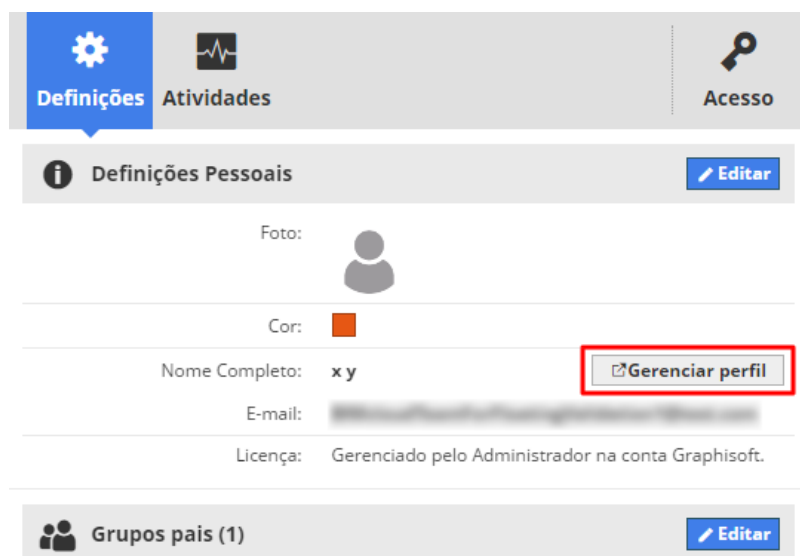 Definições Atividades Acesso
Definições Pessoais Editar
Foto:
Cor:
Nome Completo: x y Gerenciar perfil
E-mail:
Licença: Gerenciado pelo Administrador na conta Graphisoft.
Grupos pais (1) Editar